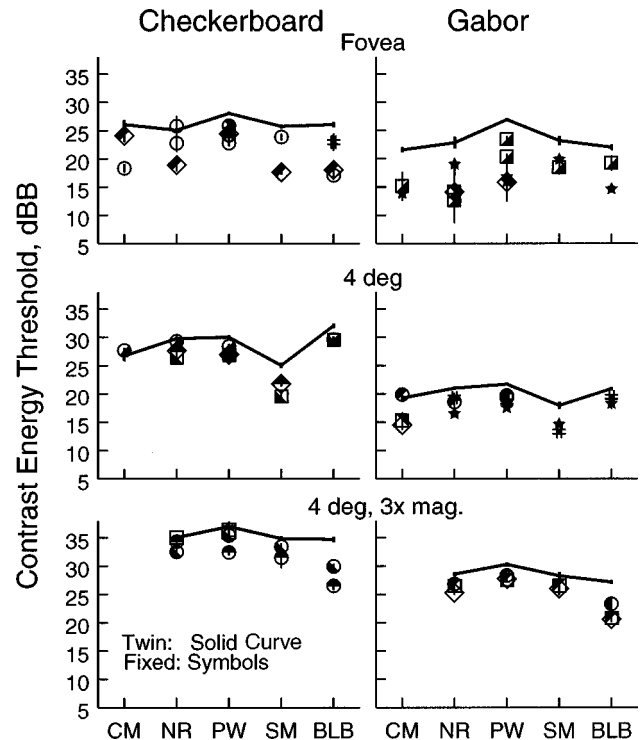 Checkerboard Gabor
Fovea
Contrast Energy Threshold, dBB
35 30 25 20 15 10 5
4 deg
35 30 25 20 15 10 5
4 deg, 3x mag.
35 30 25 20 15 10 5
Twin: Solid Curve
Fixed: Symbols
CM NR PW SM BLB CM NR PW SM BLB